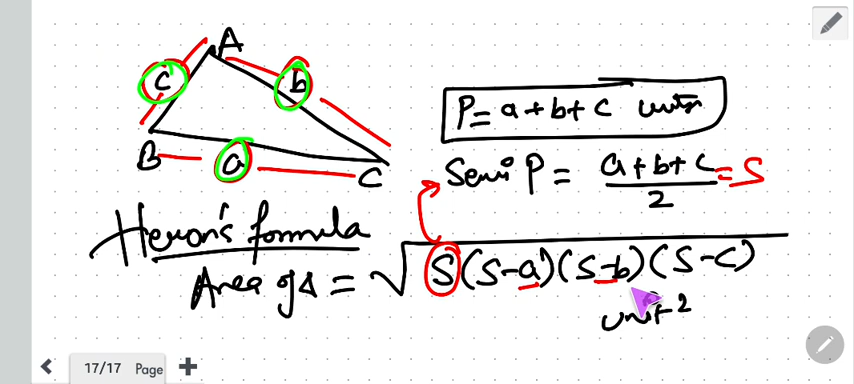 A
c
b
B
a
C
P = a + b + c units
Semi P = a + b + c / 2 = S
Heron's formula
Area of Δ = √S(S-a)(S-b)(S-c)
unit²
17/17 Page